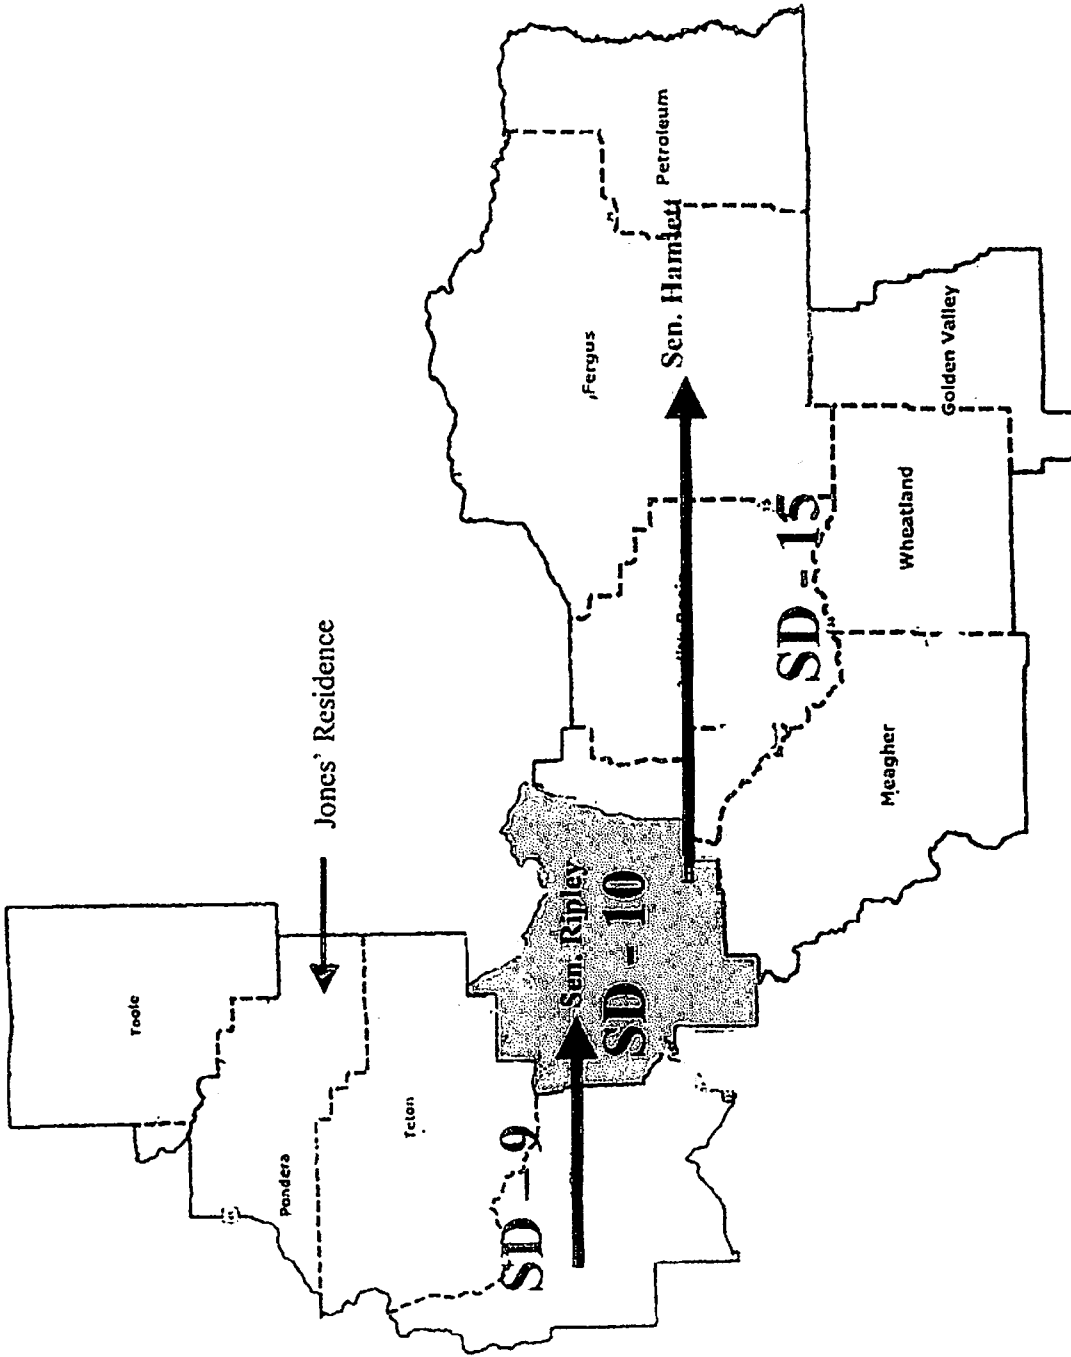 Jones' Residence
Toole
Pondera
Teton
SD – 9
Sen. Ripley
SD – 10
Fergus
Petroleum
Sen. Hamlett
SD – 15
Meagher
Wheatland
Golden Valley